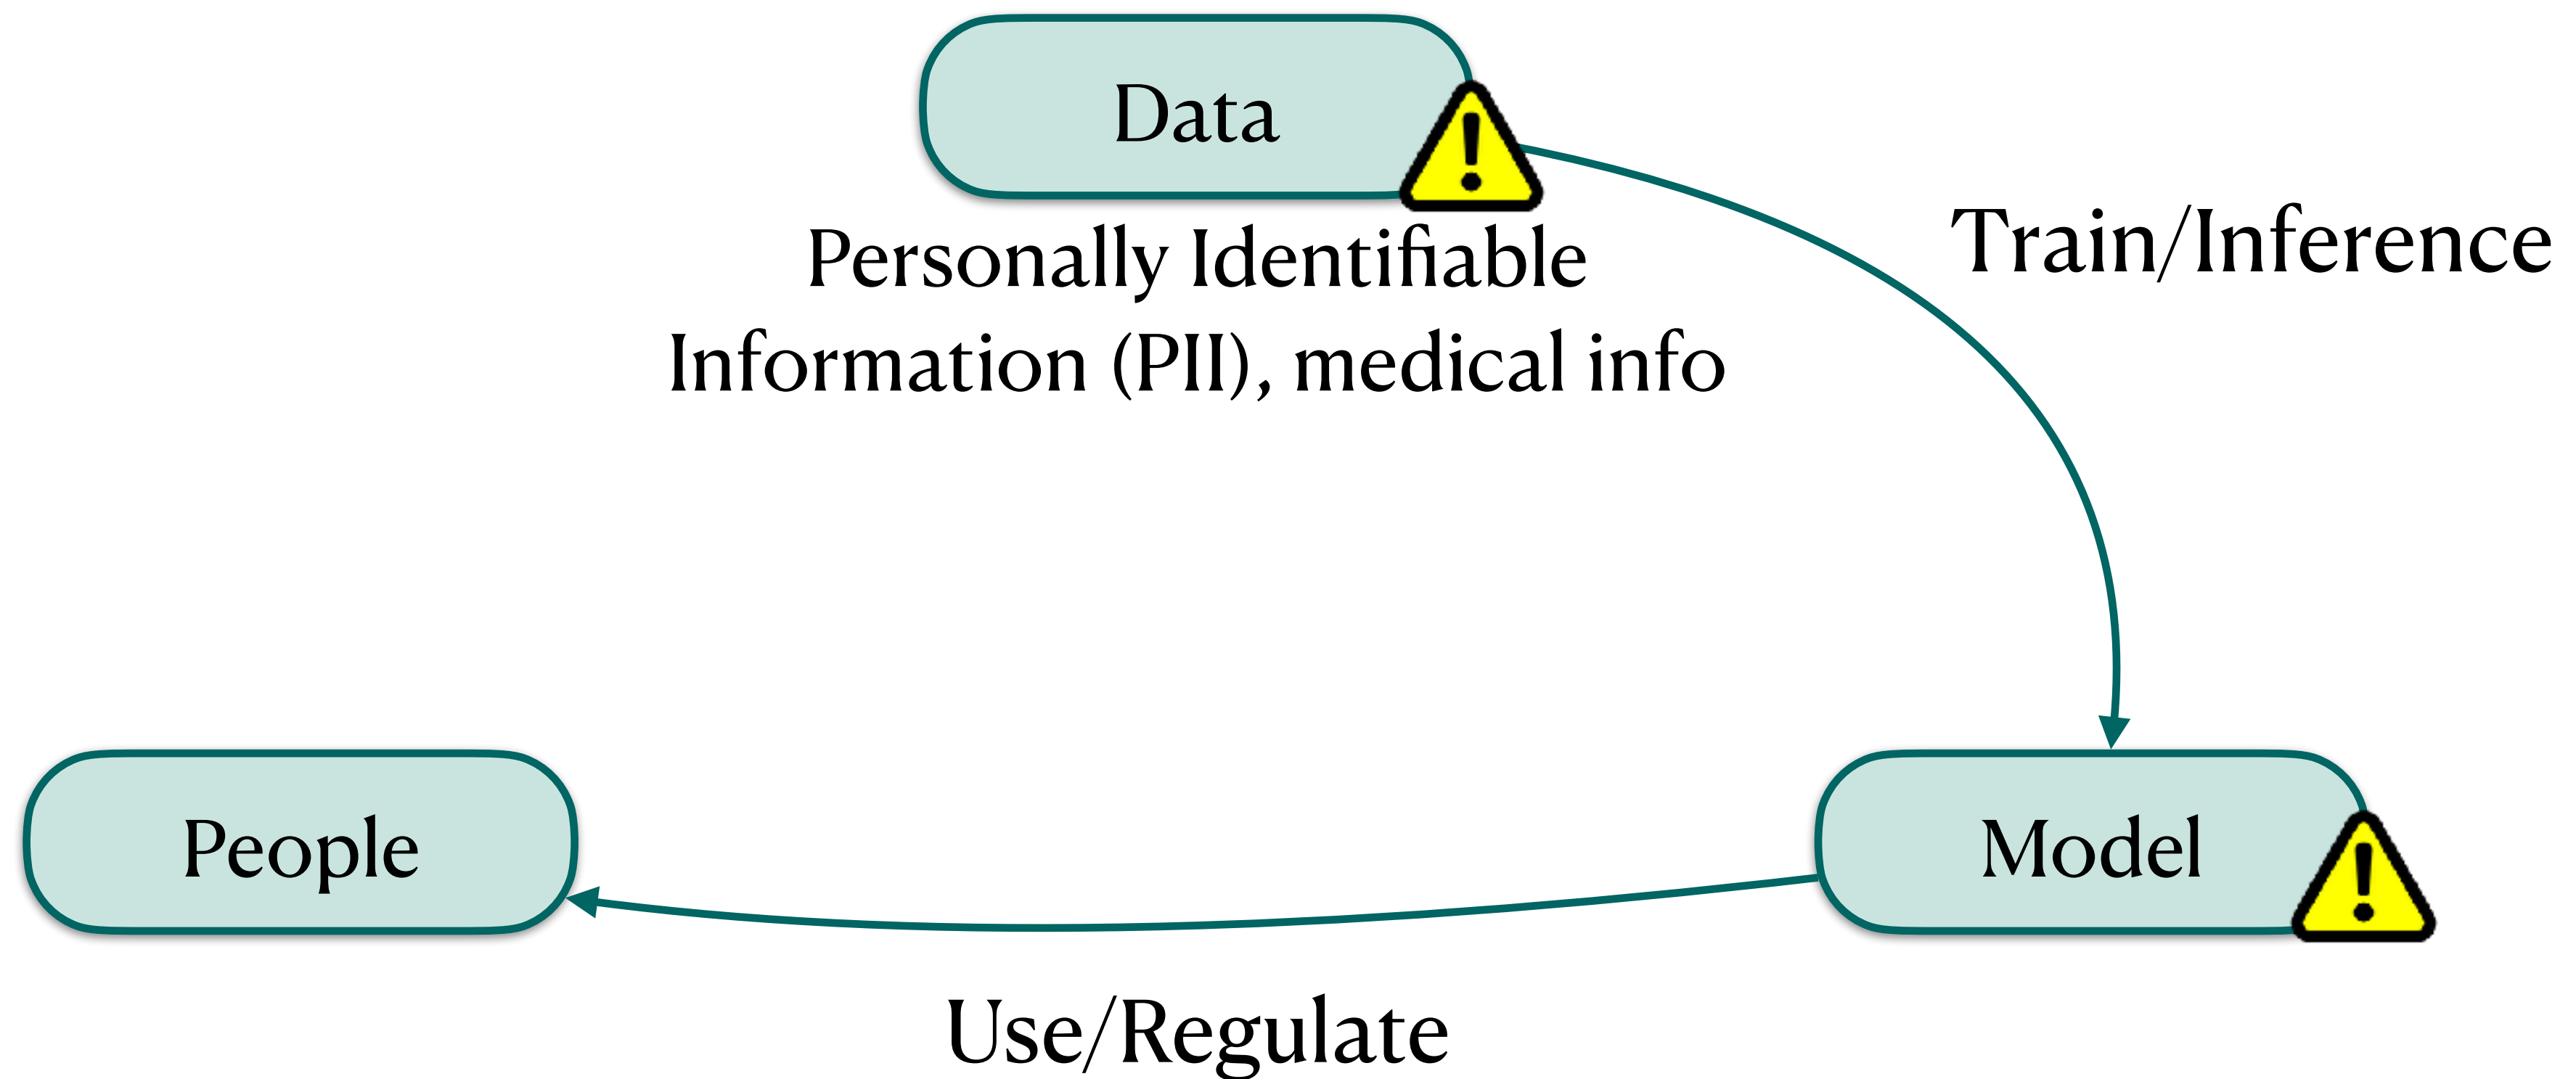 Data
Personally Identifiable
Information (PII), medical info
Train/Inference
People
Model
Use/Regulate